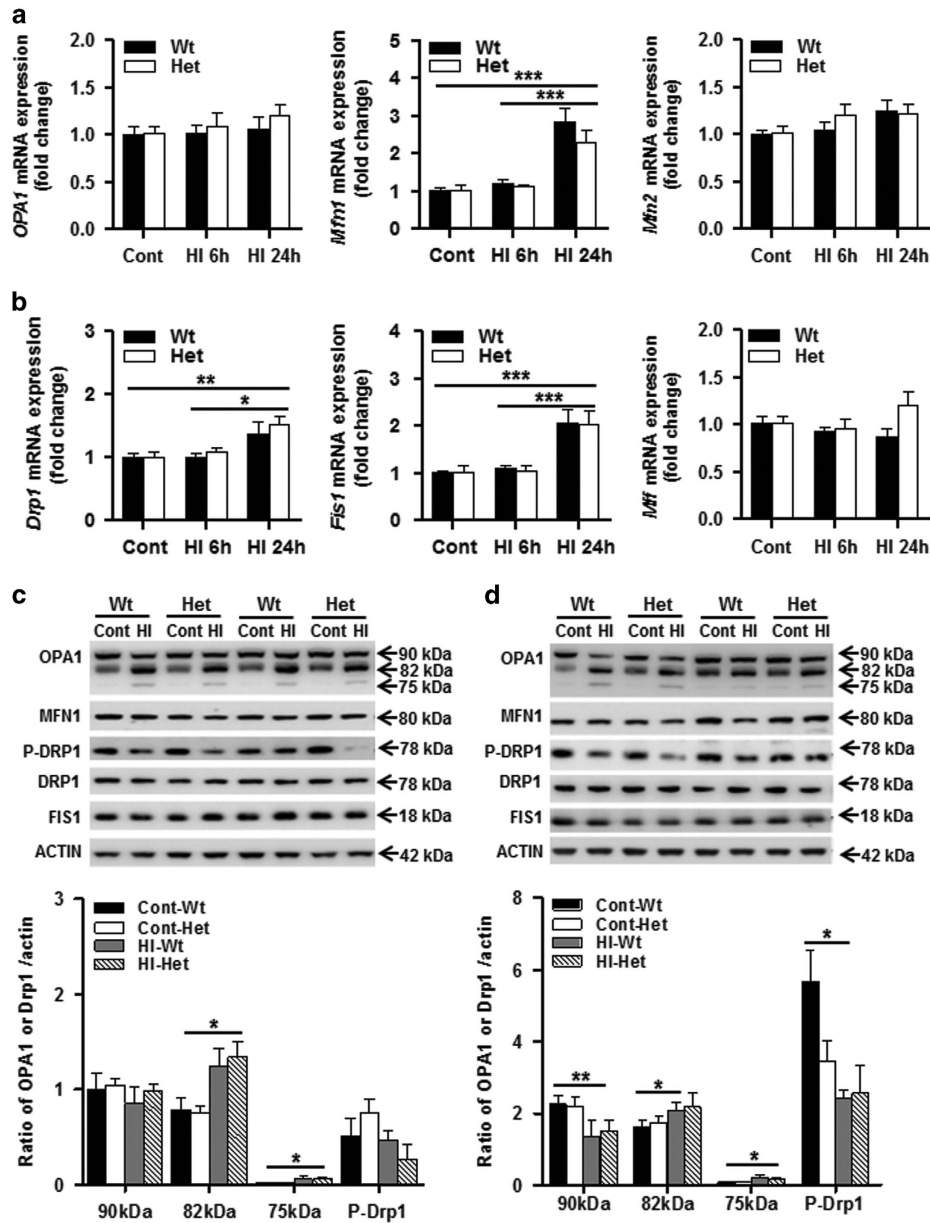 a
OPA1 mRNA expression
(fold change)
2.0
1.5
1.0
0.5
0.0
Wt
Het
Cont
HI 6h
HI 24h
Mfn1 mRNA expression
(fold change)
5
4
3
2
1
0
Wt
Het
***
***
Cont
HI 6h
HI 24h
Mfn2 mRNA expression
(fold change)
2.0
1.5
1.0
0.5
0.0
Wt
Het
Cont
HI 6h
HI 24h
b
Drp1 mRNA expression
(fold change)
3
2
1
0
Wt
Het
**
*
Cont
HI 6h
HI 24h
Fis1 mRNA expression
(fold change)
4
3
2
1
0
Wt
Het
***
***
Cont
HI 6h
HI 24h
Mff mRNA expression
(fold change)
2.0
1.5
1.0
0.5
0.0
Wt
Het
Cont
HI 6h
HI 24h
c
Wt Het Wt Het
Cont HI Cont HI Cont HI Cont HI
OPA1
90 kDa
82 kDa
75 kDa
MFN1 80 kDa
P-DRP1 78 kDa
DRP1 78 kDa
FIS1 18 kDa
ACTIN 42 kDa
Ratio of OPA1 or Drp1 /actin
3
2
1
0
Cont-Wt
Cont-Het
HI-Wt
HI-Het
*
*
90kDa
82kDa
75kDa
P-Drp1
d
Wt Het Wt Het
Cont HI Cont HI Cont HI Cont HI
OPA1
90 kDa
82 kDa
75 kDa
MFN1 80 kDa
P-DRP1 78 kDa
DRP1 78 kDa
FIS1 18 kDa
ACTIN 42 kDa
Ratio of OPA1 or Drp1 /actin
8
6
4
2
0
Cont-Wt
Cont-Het
HI-Wt
HI-Het
**
*
*
*
90kDa
82kDa
75kDa
P-Drp1